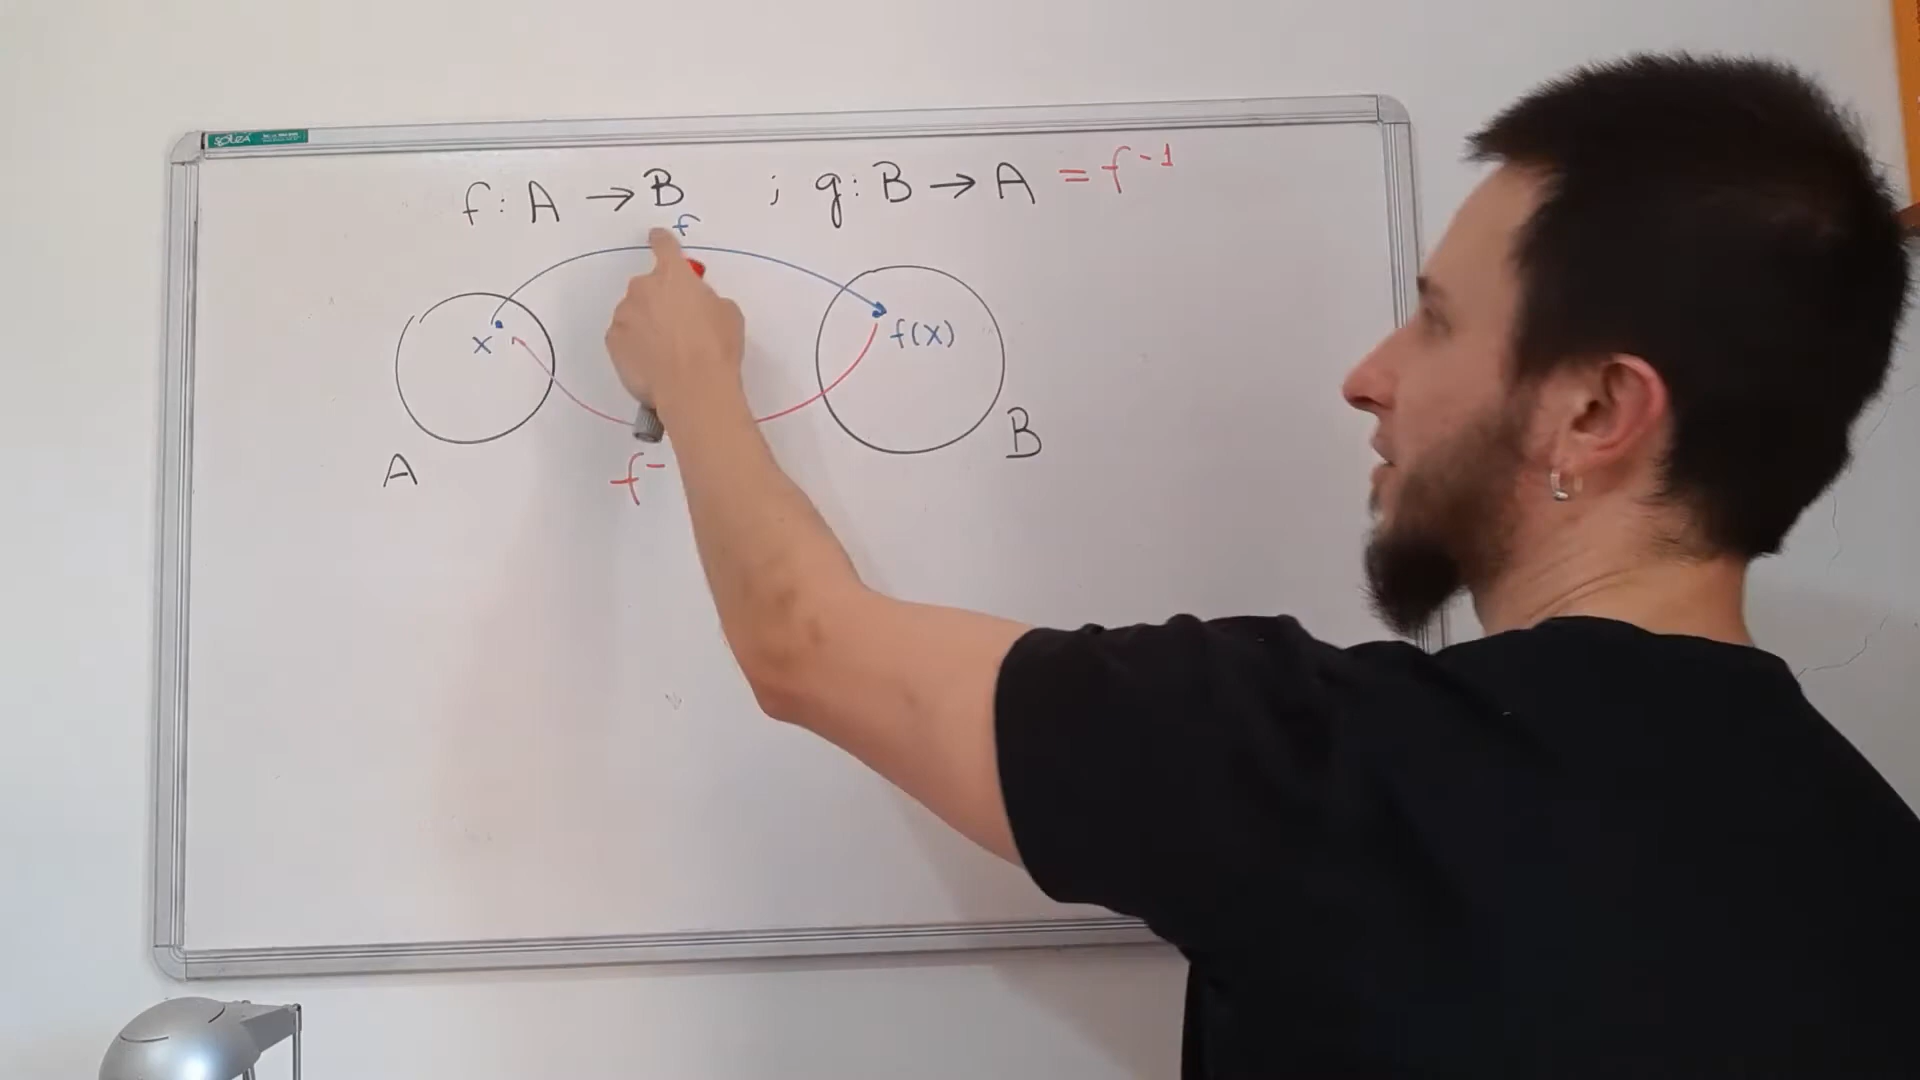 f: A → B ; g: B → A = f⁻¹
f
x
f(x)
A
B
f⁻